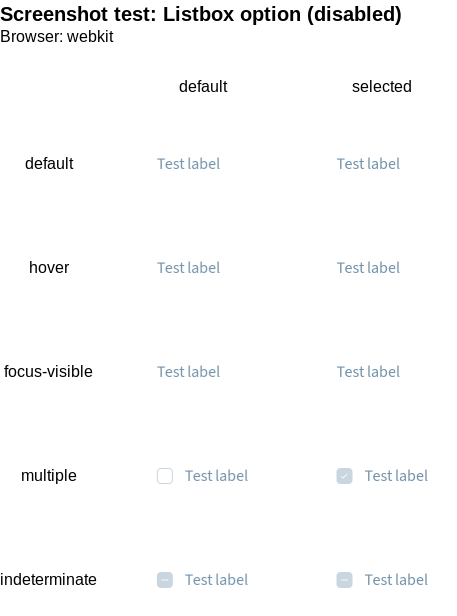 Screenshot test: Listbox option (disabled)
Browser: webkit
default selected
default Test label Test label
hover Test label Test label
focus-visible Test label Test label
multiple Test label Test label
indeterminate Test label Test label